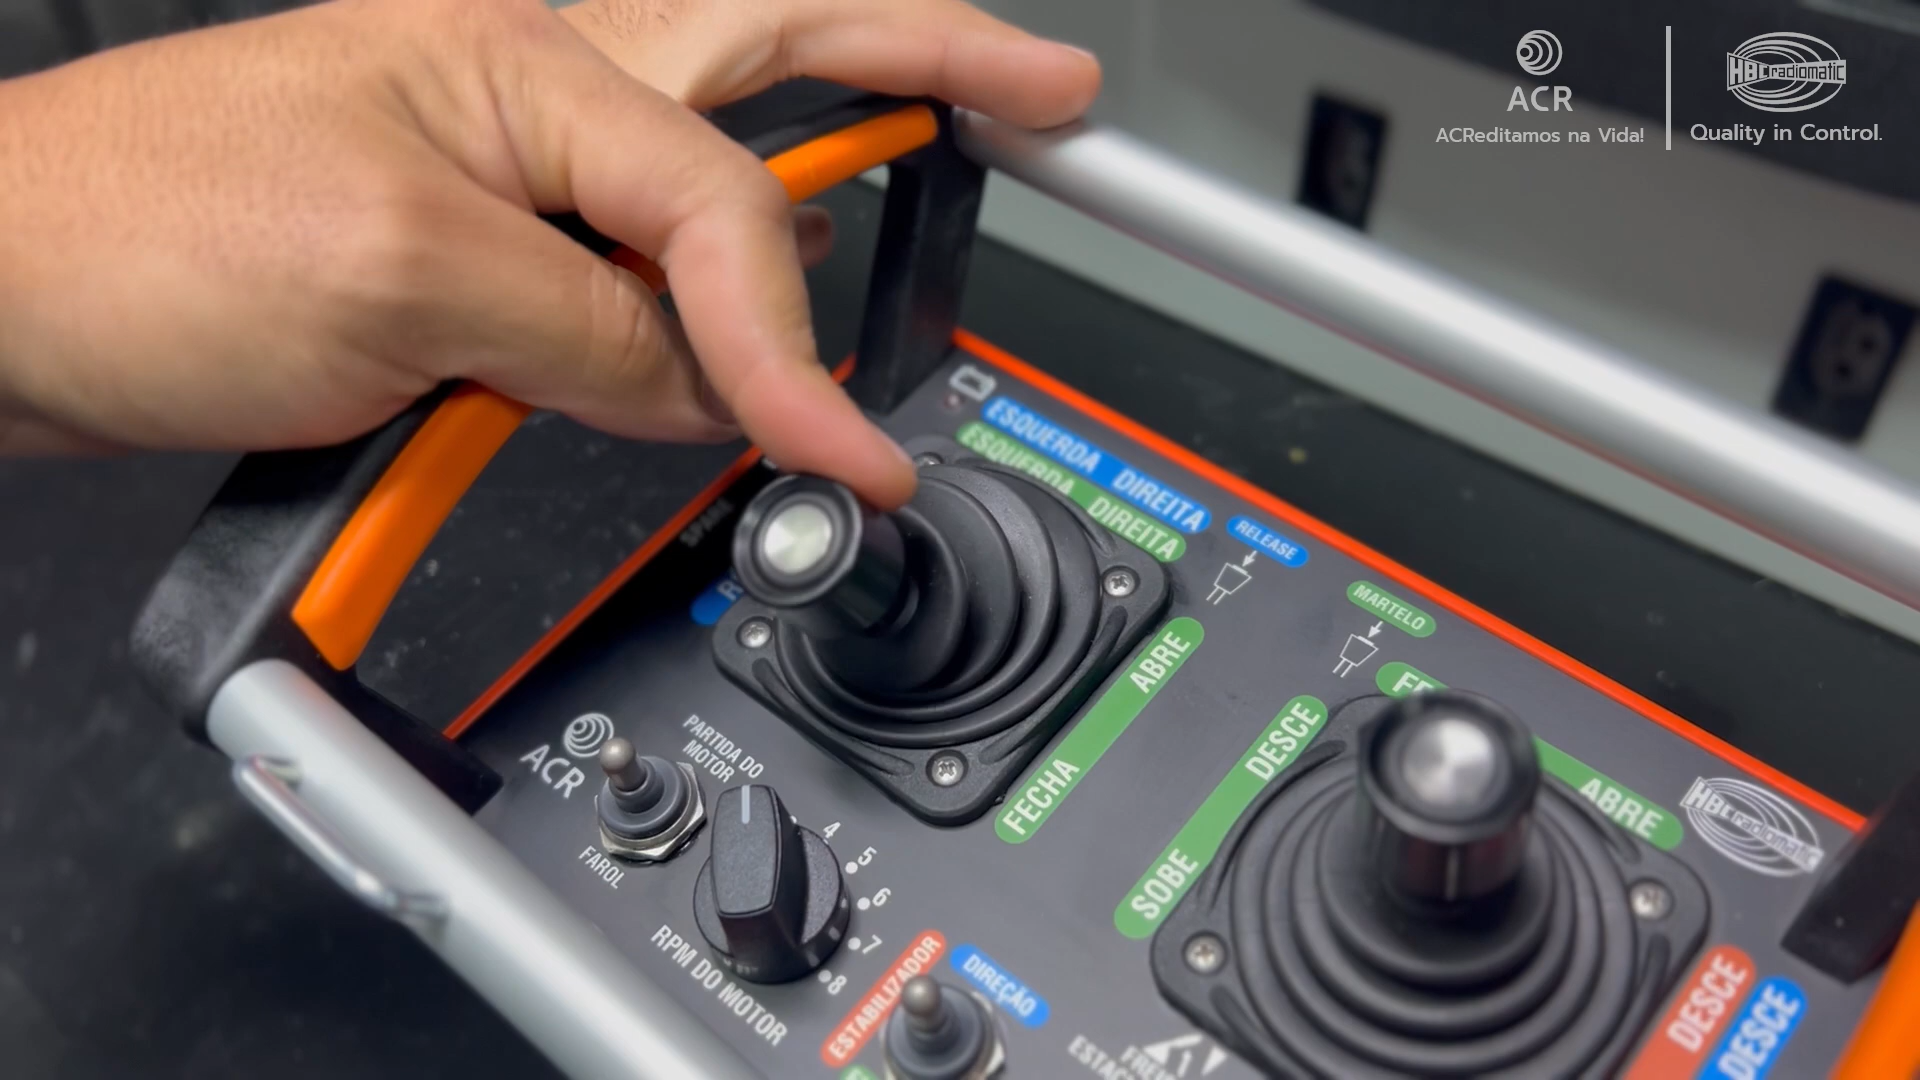 ACR
ACReditamos na Vida!
HBC radiomatic
Quality in Control.
ESQUERDA DIREITA
ESQUERDA DIREITA
RELEASE
MARTELO
SPARE
ABRE
FECHA
DESCE
SOBE
ABRE
HBC radiomatic
ACR
PARTIDA DO
MOTOR
FAROL
4
5
6
7
8
RPM DO MOTOR
ESTABILIZADOR
DIREÇÃO
DESCE
DESCE